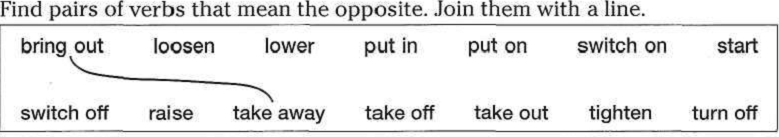 Find pairs of verbs that mean the opposite. Join them with a line.
bring out loosen lower put in put on switch on start
switch off raise take away take off take out tighten turn off